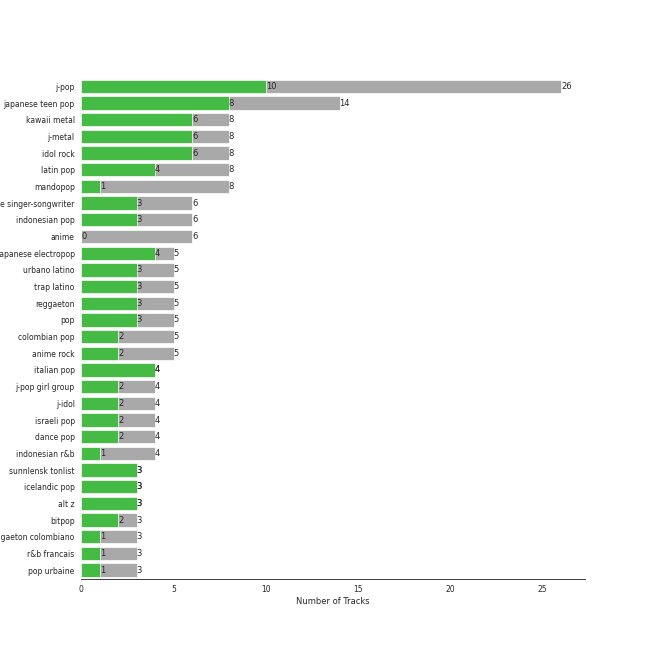 j-pop 10 26
japanese teen pop 8 14
kawaii metal 6 8
j-metal 6 8
idol rock 6 8
latin pop 4 8
mandopop 1 8
e singer-songwriter 3 6
indonesian pop 3 6
anime 0 6
apanese electropop 4 5
urbano latino 3 5
trap latino 3 5
reggaeton 3 5
pop 3 5
colombian pop 2 5
anime rock 2 5
italian pop 4
j-pop girl group 2 4
j-idol 2 4
israeli pop 2 4
dance pop 2 4
indonesian r&b 1 4
sunnlensk tonlist 3
icelandic pop 3
alt z 3
bitpop 2 3
gaeton colombiano 1 3
r&b francais 1 3
pop urbaine 1 3
0 5 10 15 20 25
Number of Tracks